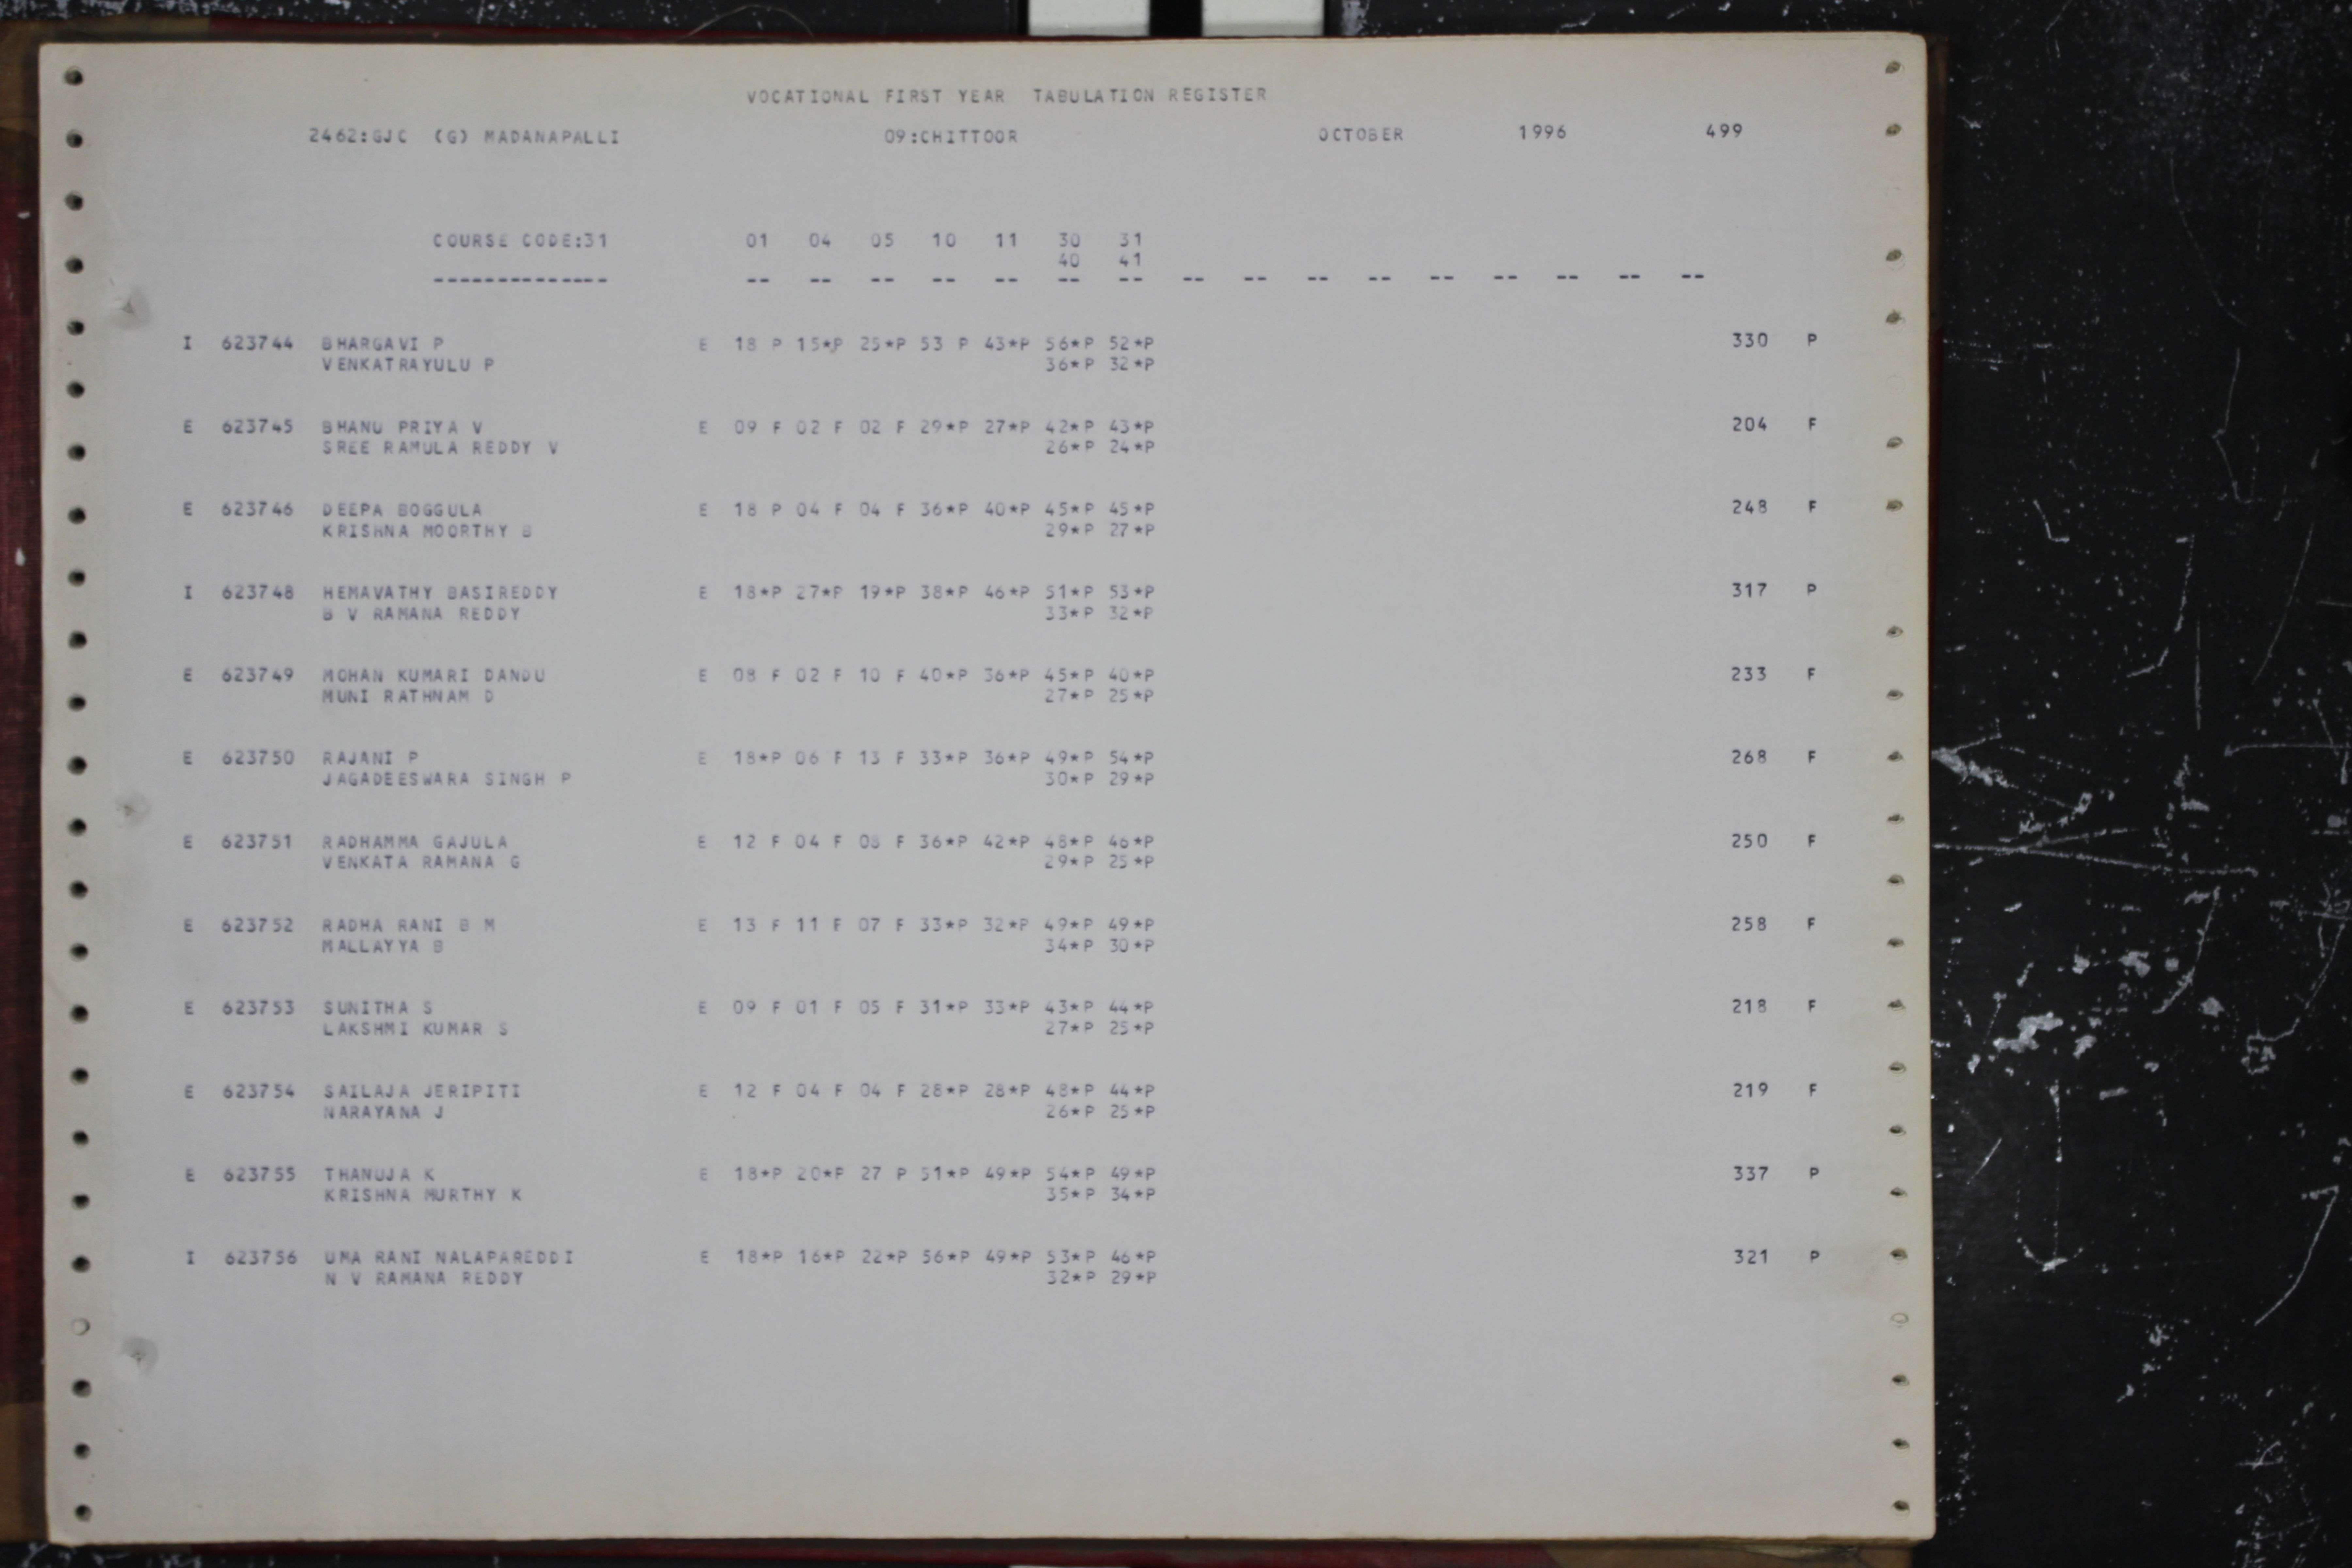 VOCATIONAL FIRST YEAR TABULATION REGISTER
2462:GJC (G) MADANAPALLI 09:CHITTOOR OCTOBER 1996 499
COURSE CODE:31 01 04 05 10 11 30 31
40 41
-------------- -- -- -- -- -- -- -- -- -- -- -- -- -- -- -- --
I 623744 BHARGAVI P E 18 P 15*P 25*P 53 P 43*P 56*P 52*P 330 P
VENKATRAYULU P 36*P 32*P
E 623745 BHANU PRIYA V E 09 F 02 F 02 F 29*P 27*P 42*P 43*P 204 F
SREE RAMULA REDDY V 26*P 24*P
E 623746 DEEPA BOGGULA E 18 P 04 F 04 F 36*P 40*P 45*P 45*P 248 F
KRISHNA MOORTHY B 29*P 27*P
I 623748 HEMAVATHY BASIREDDY E 18*P 27*P 19*P 38*P 46*P 51*P 53*P 317 P
B V RAMANA REDDY 33*P 32*P
E 623749 MOHAN KUMARI DANDU E 08 F 02 F 10 F 40*P 36*P 45*P 40*P 233 F
MUNI RATHNAM D 27*P 25*P
E 623750 RAJANI P E 18*P 06 F 13 F 33*P 36*P 49*P 54*P 268 F
JAGADEESWARA SINGH P 30*P 29*P
E 623751 RADHAMMA GAJULA E 12 F 04 F 08 F 36*P 42*P 48*P 46*P 250 F
VENKATA RAMANA G 29*P 25*P
E 623752 RADHA RANI B M E 13 F 11 F 07 F 33*P 32*P 49*P 49*P 258 F
MALLAYYA B 34*P 30*P
E 623753 SUNITHA S E 09 F 01 F 05 F 31*P 33*P 43*P 44*P 218 F
LAKSHMI KUMAR S 27*P 25*P
E 623754 SAILAJA JERIPITI E 12 F 04 F 04 F 28*P 28*P 48*P 44*P 219 F
NARAYANA J 26*P 25*P
E 623755 THANUJA K E 18*P 20*P 27 P 51*P 49*P 54*P 49*P 337 P
KRISHNA MURTHY K 35*P 34*P
I 623756 UMA RANI NALAPAREDDI E 18*P 16*P 22*P 56*P 49*P 53*P 46*P 321 P
N V RAMANA REDDY 32*P 29*P